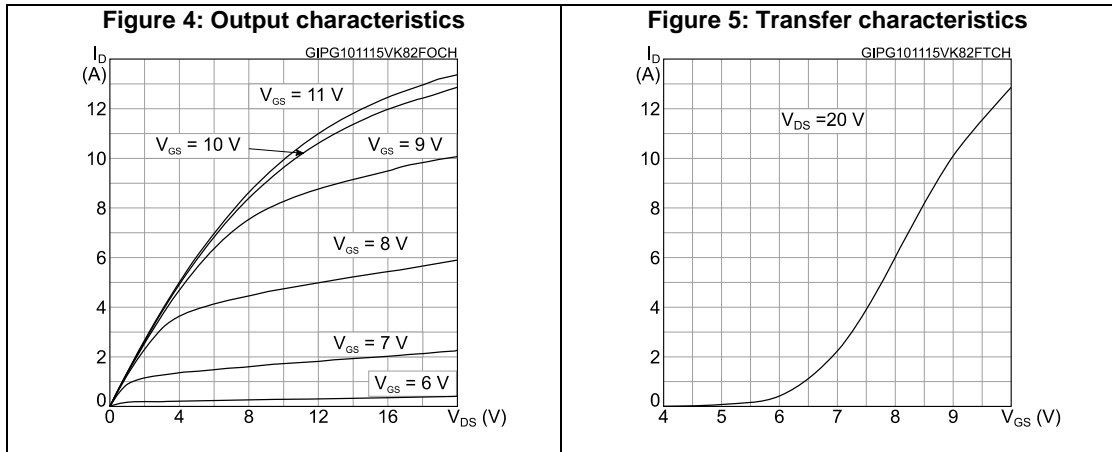 Figure 4: Output characteristics
I_D (A)
GIPG101115VK82FOCH
V_GS = 11 V
V_GS = 10 V
V_GS = 9 V
V_GS = 8 V
V_GS = 7 V
V_GS = 6 V
12
10
8
6
4
2
0
0 4 8 12 16 V_DS (V)
Figure 5: Transfer characteristics
I_D (A)
GIPG101115VK82FTCH
V_DS =20 V
12
10
8
6
4
2
0
4 5 6 7 8 9 V_GS (V)